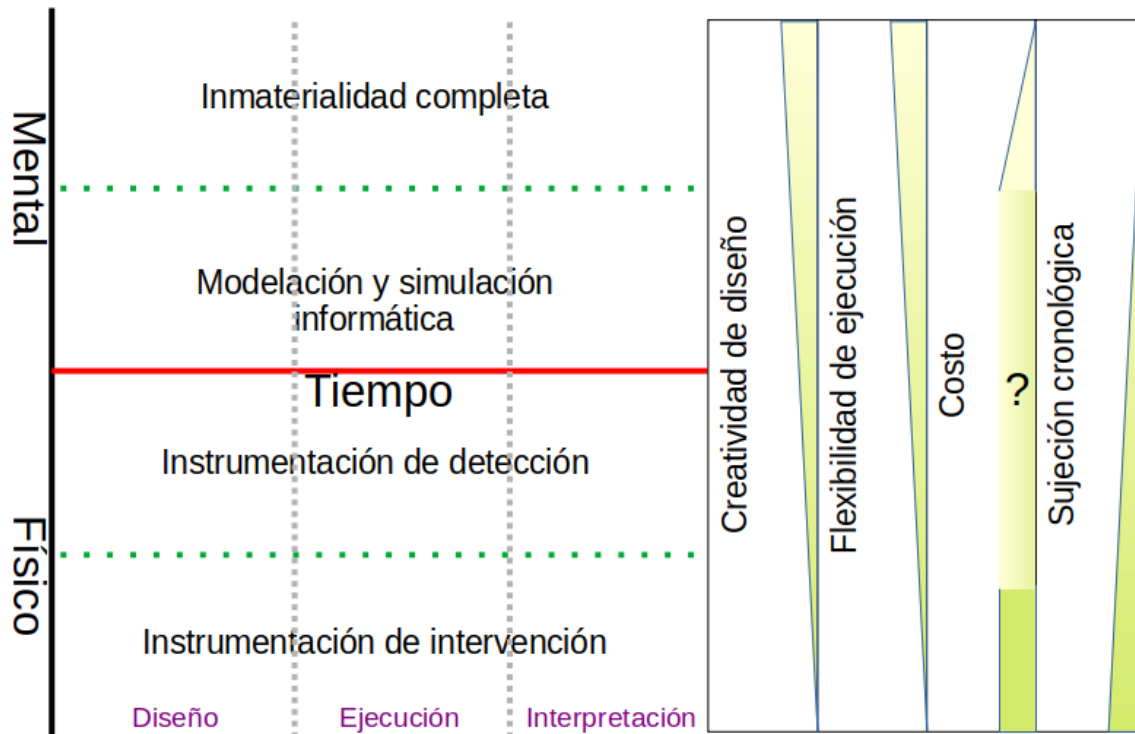 Mental
Inmaterialidad completa
Modelación y simulación
informática
Tiempo
Físico
Instrumentación de detección
Instrumentación de intervención
Diseño
Ejecución
Interpretación
Creatividad de diseño
Flexibilidad de ejecución
Costo
?
Sujeción cronológica